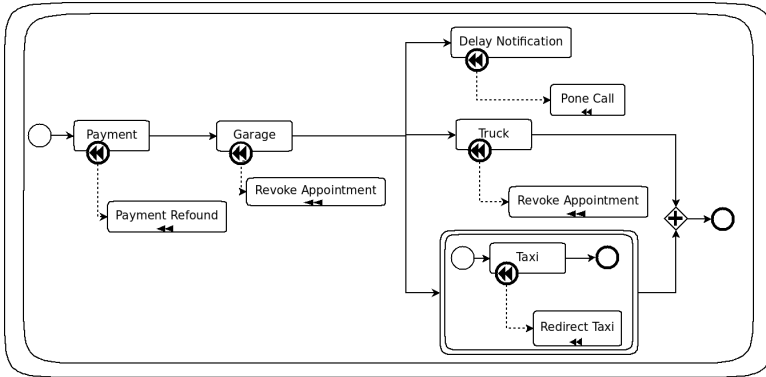 Delay Notification
Pone Call
Payment
Garage
Truck
Revoke Appointment
Revoke Appointment
Payment Refound
Taxi
Redirect Taxi